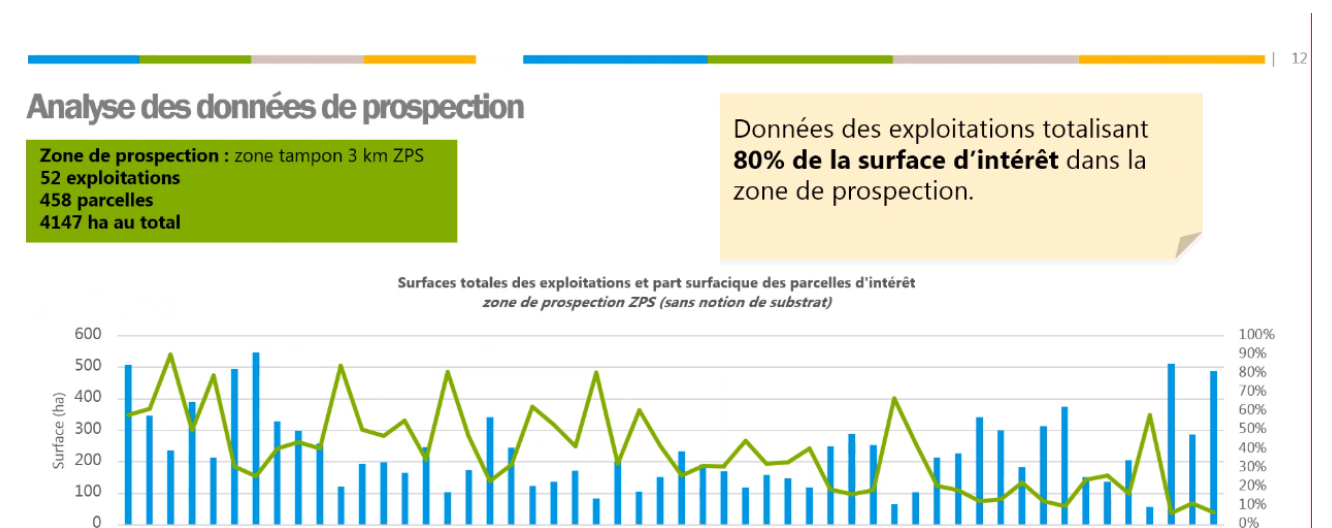 12
Analyse des données de prospection
Zone de prospection : zone tampon 3 km ZPS
52 exploitations
458 parcelles
4147 ha au total
Données des exploitations totalisant
80% de la surface d'intérêt dans la
zone de prospection.
Surfaces totales des exploitations et part surfacique des parcelles d'intérêt
zone de prospection ZPS (sans notion de substrat)
Surface (ha)
600
500
400
300
200
100
0
100%
90%
80%
70%
60%
50%
40%
30%
20%
10%
0%